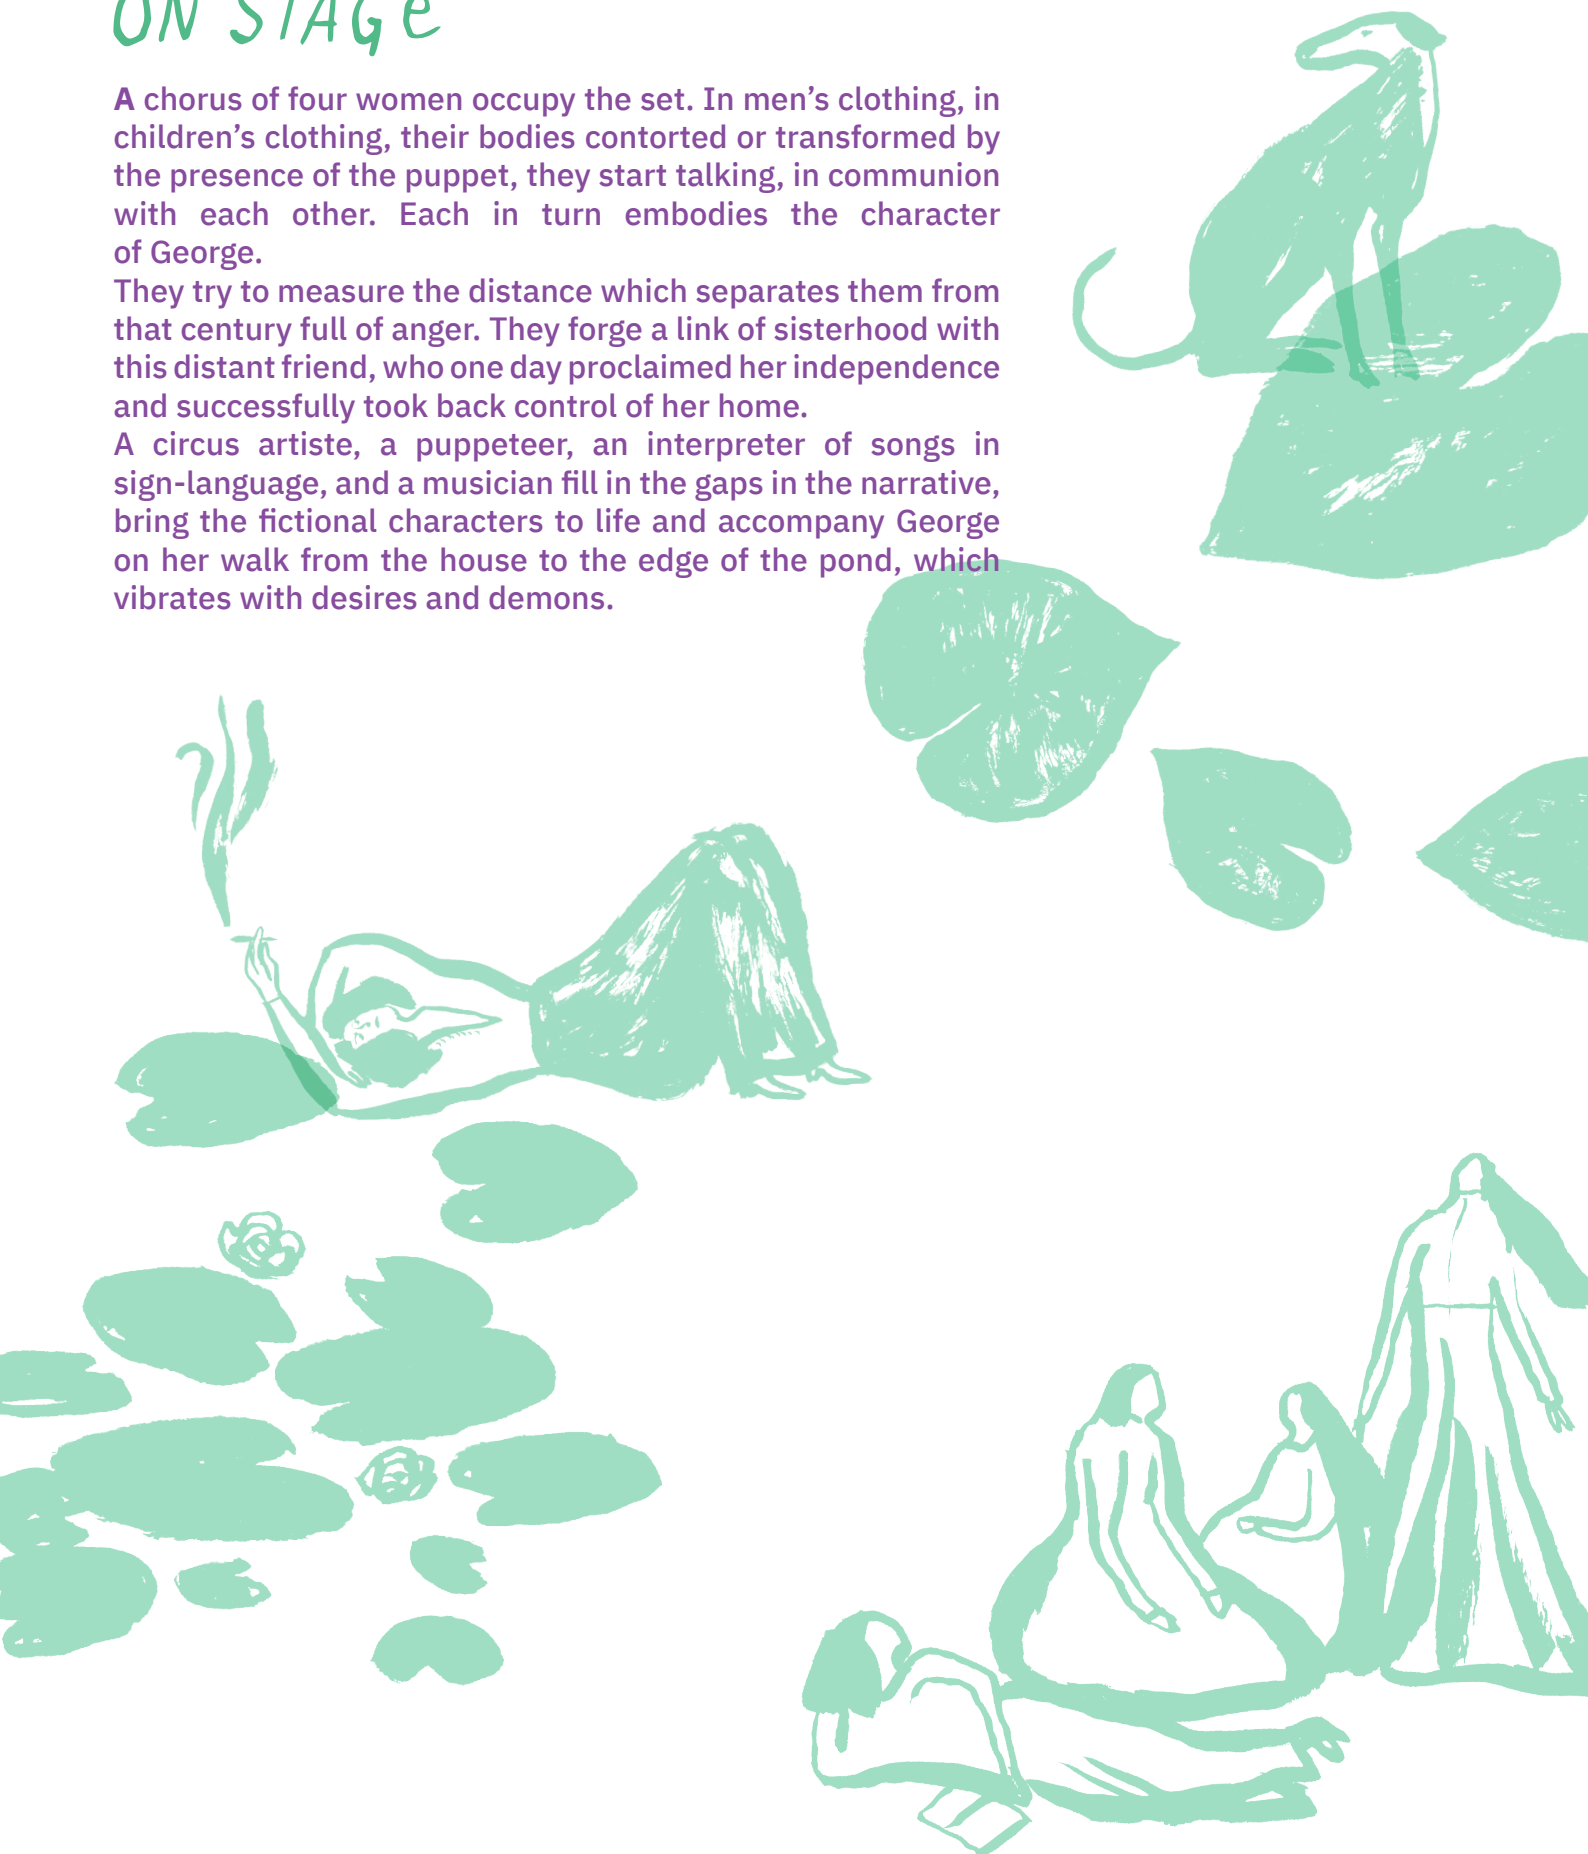 ON STAGE
A chorus of four women occupy the set. In men’s clothing, in
children’s clothing, their bodies contorted or transformed by
the presence of the puppet, they start talking, in communion
with each other. Each in turn embodies the character
of George.
They try to measure the distance which separates them from
that century full of anger. They forge a link of sisterhood with
this distant friend, who one day proclaimed her independence
and successfully took back control of her home.
A circus artiste, a puppeteer, an interpreter of songs in
sign-language, and a musician fill in the gaps in the narrative,
bring the fictional characters to life and accompany George
on her walk from the house to the edge of the pond, which
vibrates with desires and demons.